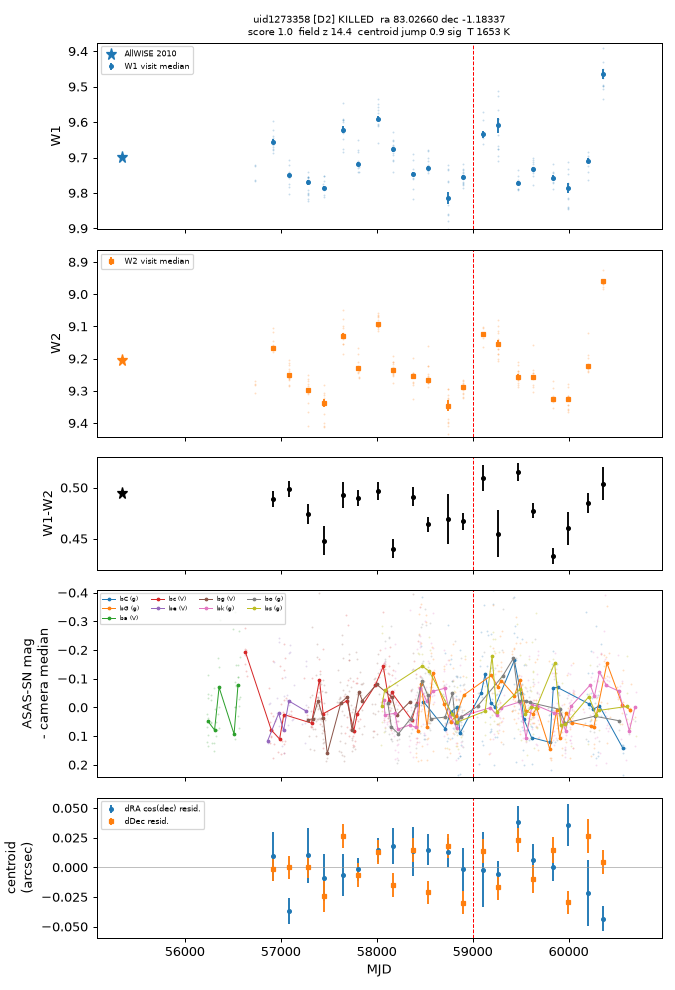 uid1273358 [D2] KILLED ra 83.02660 dec -1.18337
score 1.0 field z 14.4 centroid jump 0.9 sig T 1653 K
AllWISE 2010
W1 visit median
W1
9.4
9.5
9.6
9.7
9.8
9.9
W2 visit median
W2
8.9
9.0
9.1
9.2
9.3
9.4
W1-W2
0.50
0.45
ASAS-SN mag
- camera median
−0.4
−0.3
−0.2
−0.1
0.0
0.1
0.2
bC (g)
bG (g)
ba (V)
bc (V)
be (V)
bg (V)
bk (g)
bo (g)
bs (g)
dRA cos(dec) resid.
dDec resid.
centroid
(arcsec)
0.050
0.025
0.000
−0.025
−0.050
56000
57000
58000
59000
60000
MJD